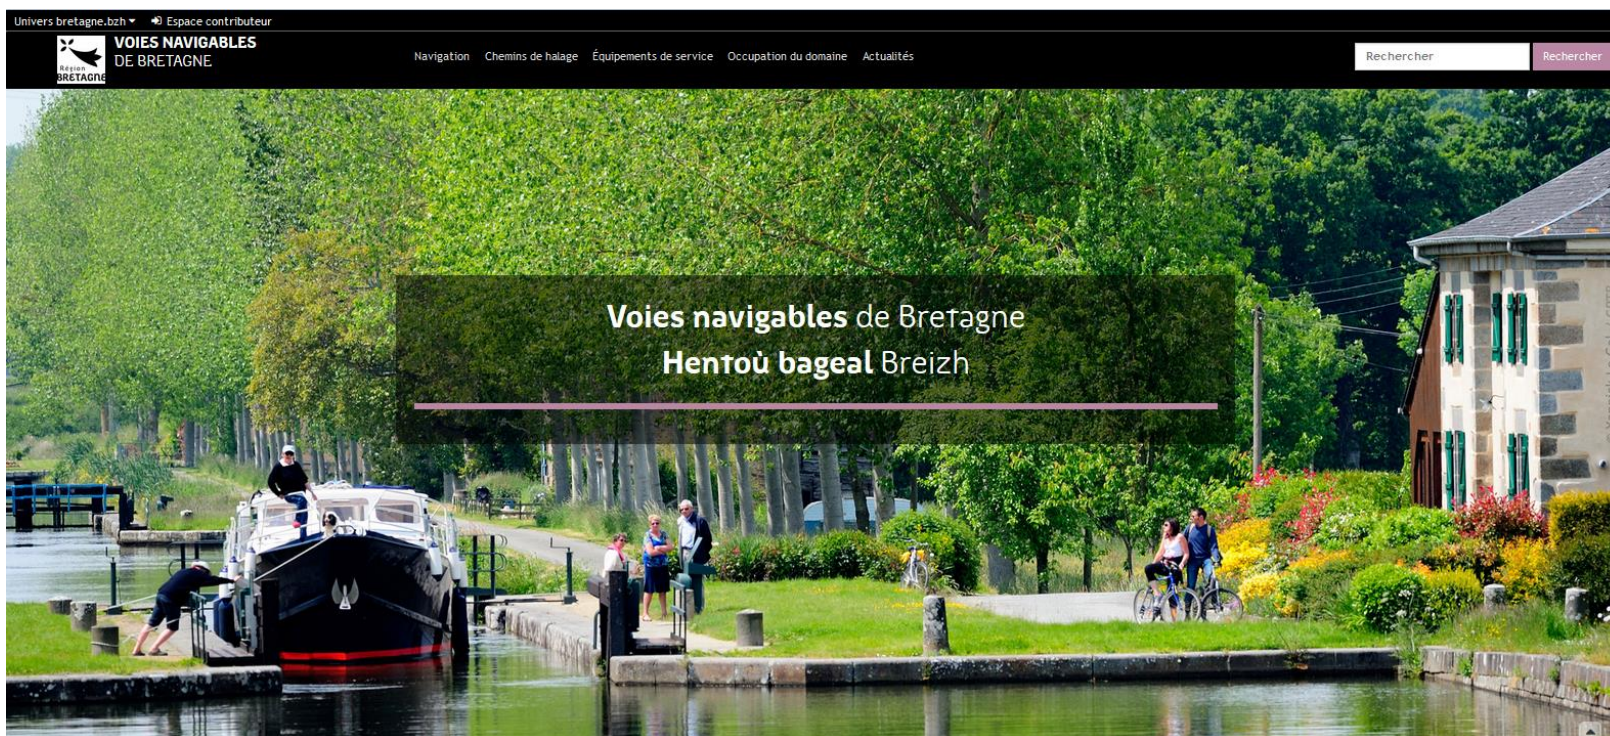 Univers bretagne.bzh
Espace contributeur
Région
BRETAGNE
VOIES NAVIGABLES
DE BRETAGNE
Navigation
Chemins de halage
Équipements de service
Occupation du domaine
Actualités
Rechercher
Rechercher
Voies navigables de Bretagne
Hentoù bageal Breizh